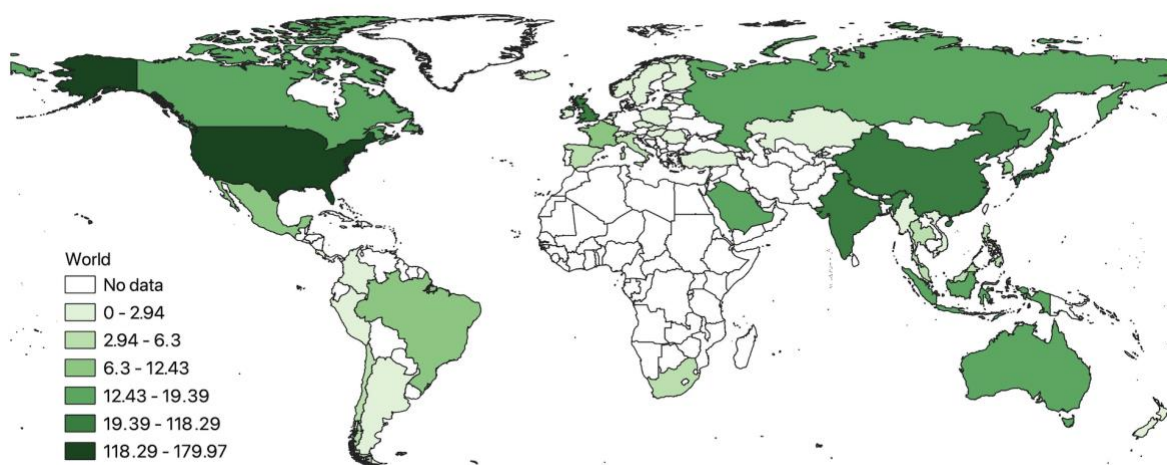 World
No data
0 - 2.94
2.94 - 6.3
6.3 - 12.43
12.43 - 19.39
19.39 - 118.29
118.29 - 179.97